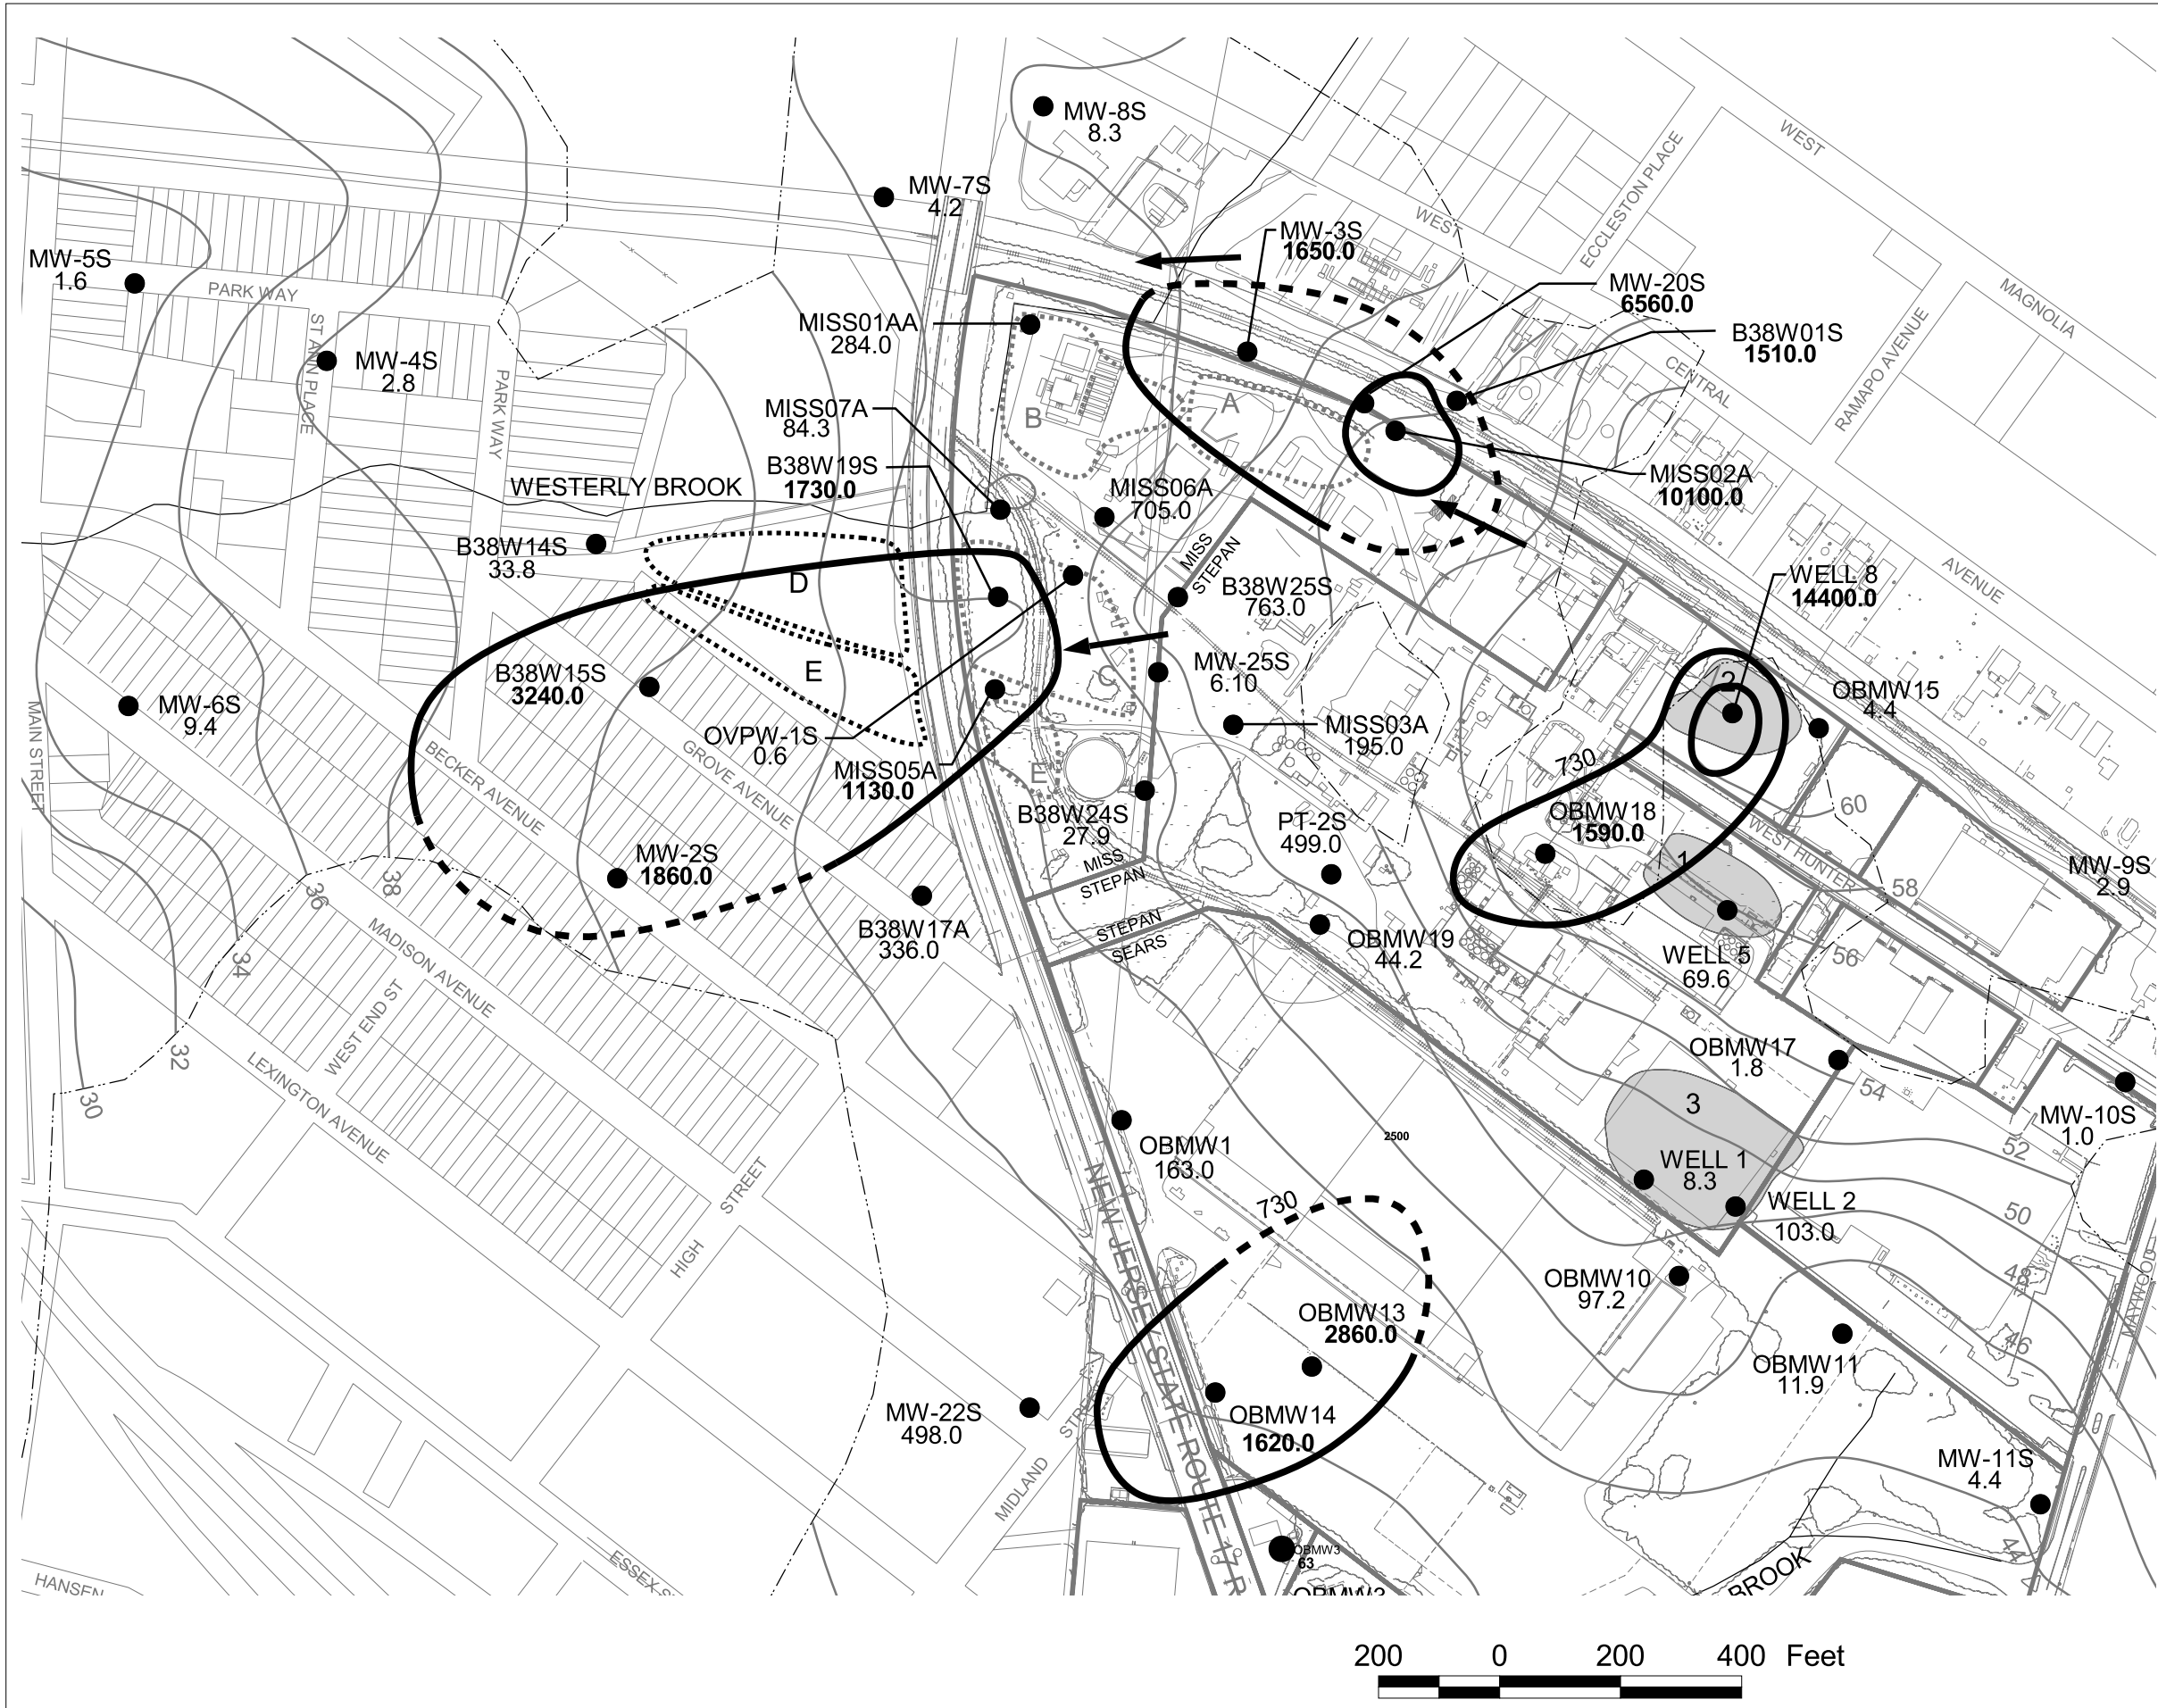 MW-8S
8.3
WEST
MW-7S
4.2
WEST
ECCLESTON PLACE
MW-3S
1650.0
MW-5S
1.6
PARK WAY
MW-20S
6560.0
MAGNOLIA
MISS01AA
284.0
B38W01S
1510.0
ST ANN PLACE
MW-4S
2.8
PARK WAY
CENTRAL
RAMAPO AVENUE
MISS07A
84.3
A
B
B38W19S
1730.0
WESTERLY BROOK
MISS06A
705.0
MISS02A
10100.0
B38W14S
33.8
MISS
STEPAN
D
B38W25S
763.0
WELL 8
14400.0
AVENUE
E
C
MW-25S
6.10
B38W15S
3240.0
2
OBMW15
4.4
MW-6S
9.4
MAIN STREET
OVPW-1S
0.6
MISS03A
195.0
BECKER AVENUE
GROVE AVENUE
MISS05A
1130.0
E
730
60
B38W24S
27.9
PT-2S
499.0
OBMW18
1590.0
WEST HUNTER
1
MW-2S
1860.0
MISS
STEPAN
58
MW-9S
2.9
38
36
B38W17A
336.0
STEPAN
SEARS
OBMW19
44.2
WELL 5
69.6
56
34
MADISON AVENUE
WEST END ST
32
LEXINGTON AVENUE
30
OBMW17
1.8
54
3
MW-10S
1.0
OBMW1
163.0
2500
52
WELL 1
8.3
WELL 2
103.0
50
730
HIGH
STREET
NEW JERSEY STATE ROUTE 17 R
OBMW10
97.2
48
MAYWOOD
OBMW13
2860.0
46
OBMW11
11.9
MW-22S
498.0
OBMW14
1620.0
MIDLAND
MW-11S
4.4
44
OBMW3
63
OBMW3
BROOK
HANSEN
200 0 200 400 Feet